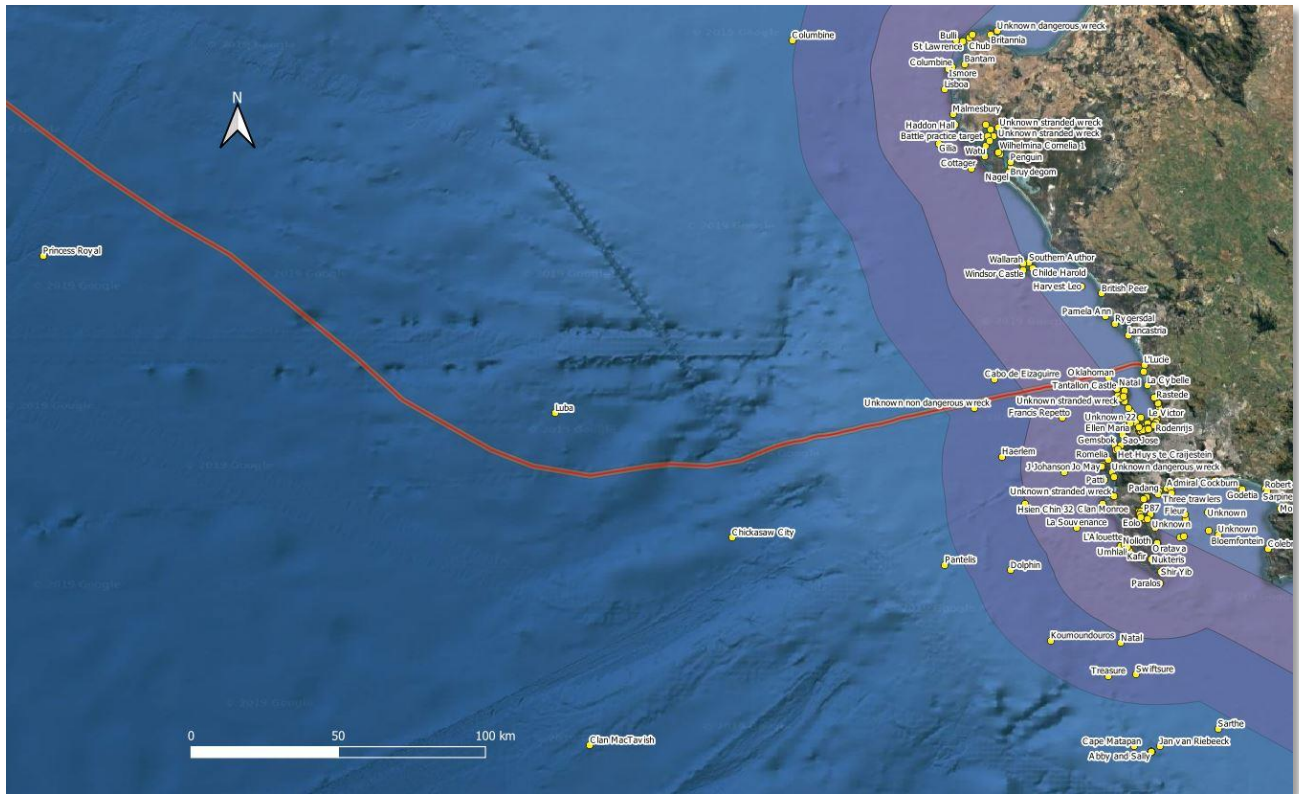 Columbine
Unknown dangerous wreck
Bulli
Britannia
St Lawrence
Chub
Columbine
Bantam
Ismore
Lisboa
Malmesbury
Haddon Hall
Unknown stranded wreck
Battle practice target
Unknown stranded wreck
Gilia
Watu
Wilhelmina Cornelia 1
Penguin
Cottager
Nagel
Bruydegom
N
Princess Royal
Wallarah
Southern Author
Windsor Castle
Childe Harold
Harvest Leo
British Peer
Pamela Ann
Rygersdal
Lancastria
L'Lucie
Cabo de Eizaguirre
Oklahoman
Tantallon Castle
Natal
La Cybelle
Unknown non dangerous wreck
Unknown stranded wreck
Rastede
Luba
Francis Repetto
Unknown 22
Le Victor
Ellen Maria
Rodenrijs
Gemsbok
Sao Jose
Haerlem
Romelia
Het Huys te Craijestein
J Johanson
Jo May
Unknown dangerous wreck
Patti
Padang
Admiral Cockburn
Unknown stranded wreck
Three trawlers
Godetia
Robert
Sarpine
Hsien Chin 32
Clan Monroe
P87
Fleur
Unknown
Mo
La Souvenance
Eolo
Unknown
Unknown
Chickasaw City
L'Alouette
Nolloth
Bloemfontein
Umhlali
Oratava
Colebr
Kafir
Nukteris
Pantelis
Dolphin
Shir Yib
Paralos
Koumoundouros
Natal
Treasure
Swiftsure
Sarthe
Clan MacTavish
Cape Matapan
Jan van Riebeeck
Abby and Sally
0
50
100 km